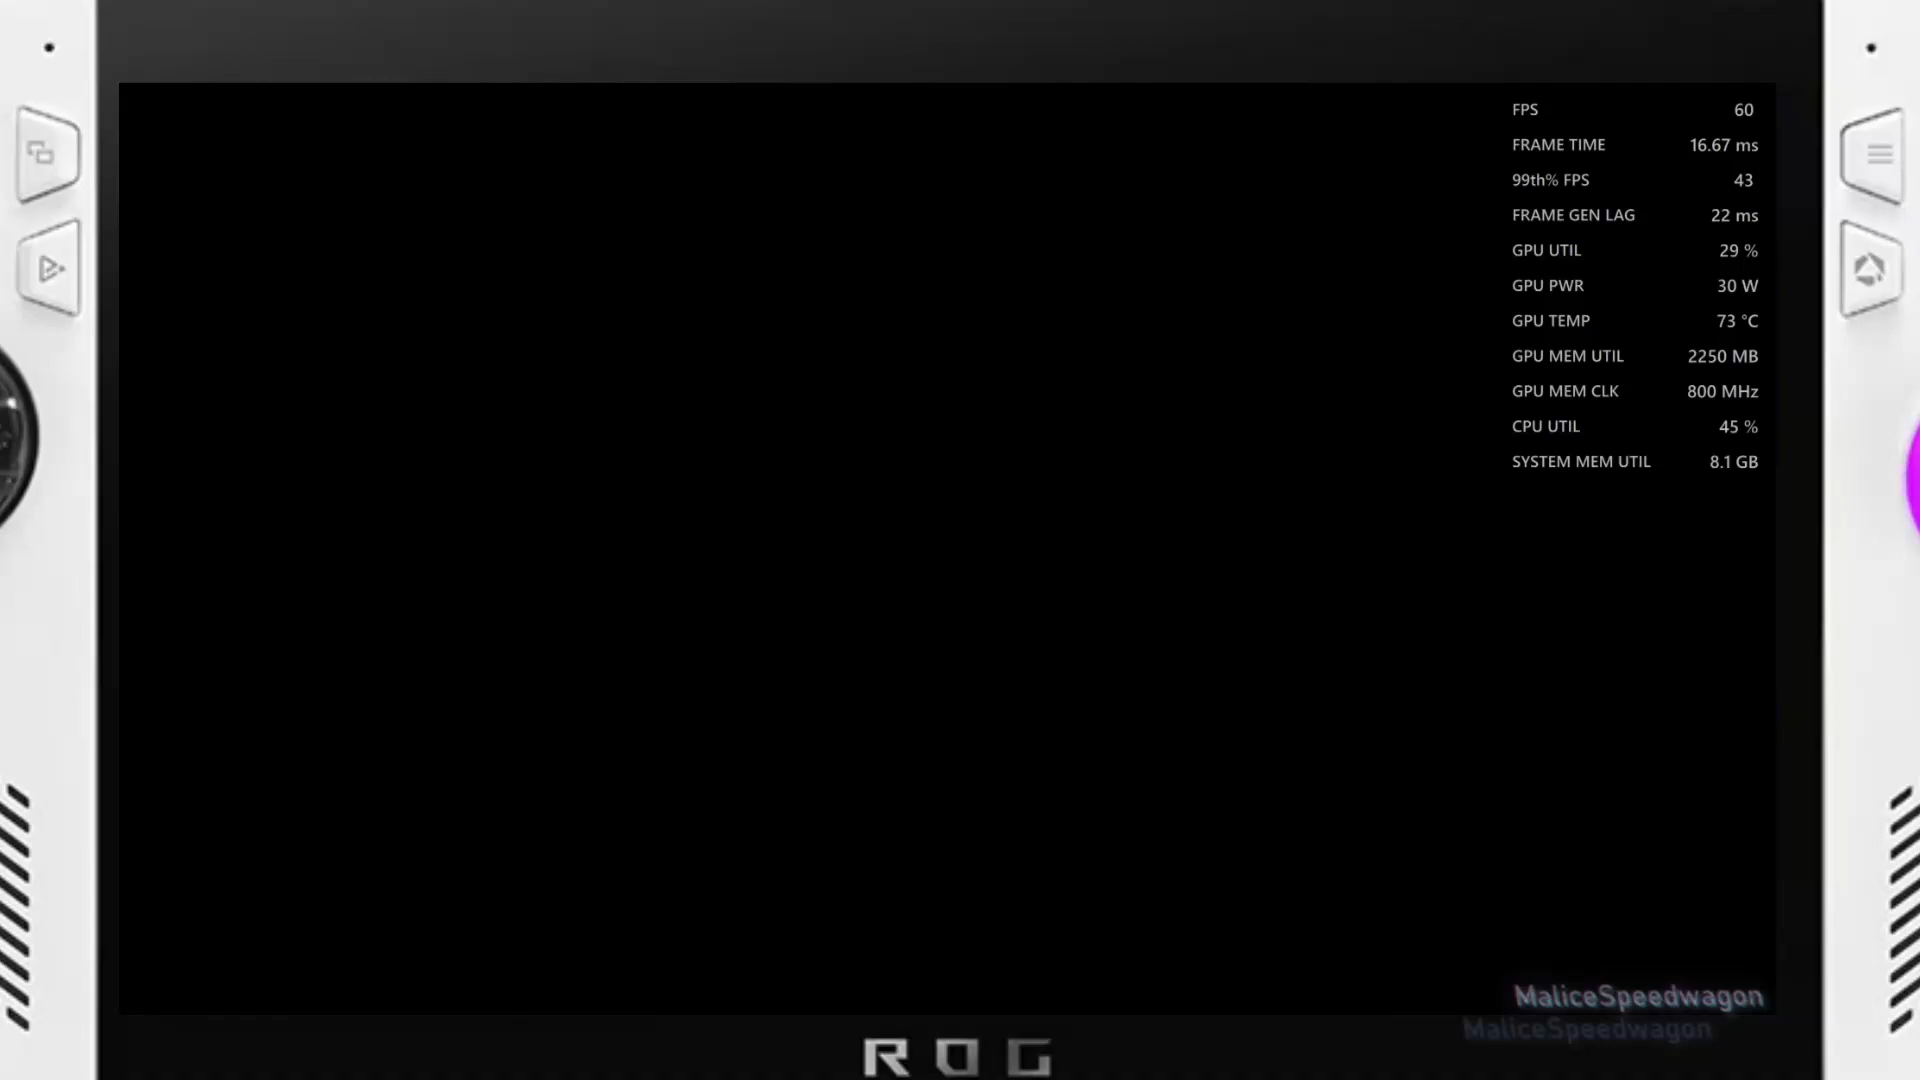 FPS 60
FRAME TIME 16.67 ms
99th% FPS 43
FRAME GEN LAG 22 ms
GPU UTIL 29 %
GPU PWR 30 W
GPU TEMP 73 °C
GPU MEM UTIL 2250 MB
GPU MEM CLK 800 MHz
CPU UTIL 45 %
SYSTEM MEM UTIL 8.1 GB
MaliceSpeedwagon
MaliceSpeedwagon
ROG